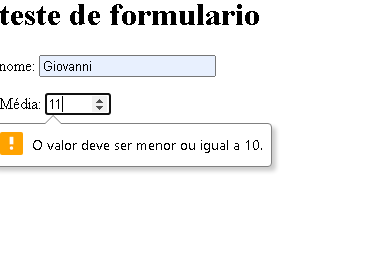 teste de formulario
nome: Giovanni
Média: 11
O valor deve ser menor ou igual a 10.